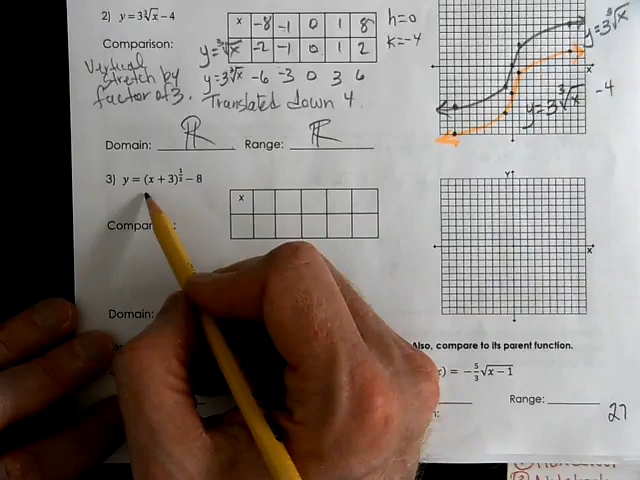 2) y = 3∛x − 4
x -8 -1 0 1 8
h=0
Comparison: y=∛x -2 -1 0 1 2
k=-4
Vertical stretch by factor of 3. y=3∛x -6 -3 0 3 6
Translated down 4.
y=3∛x
y=3∛x -4
x
Domain: ℝ Range: ℝ
3) y = (x + 3)^½ − 8
x
y
x
Compar :
Domain:
Also, compare to its parent function.
) = −5/3√(x−1)
Range:
27